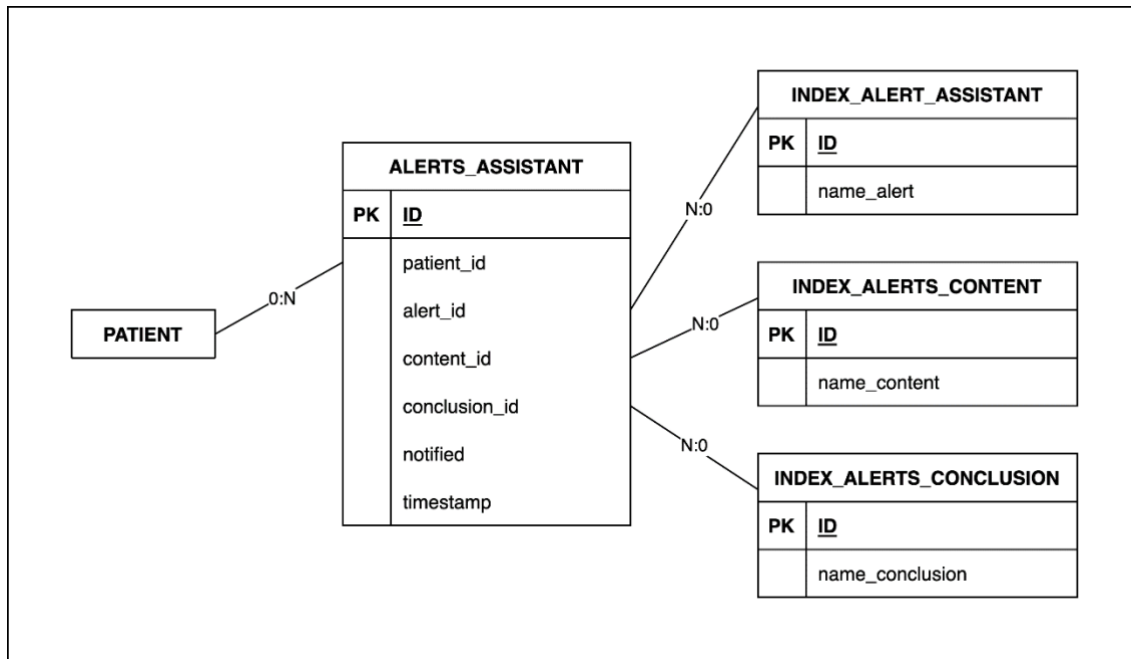 PATIENT
0:N
ALERTS_ASSISTANT
PK ID
patient_id
alert_id
content_id
conclusion_id
notified
timestamp
N:0
N:0
N:0
INDEX_ALERT_ASSISTANT
PK ID
name_alert
INDEX_ALERTS_CONTENT
PK ID
name_content
INDEX_ALERTS_CONCLUSION
PK ID
name_conclusion